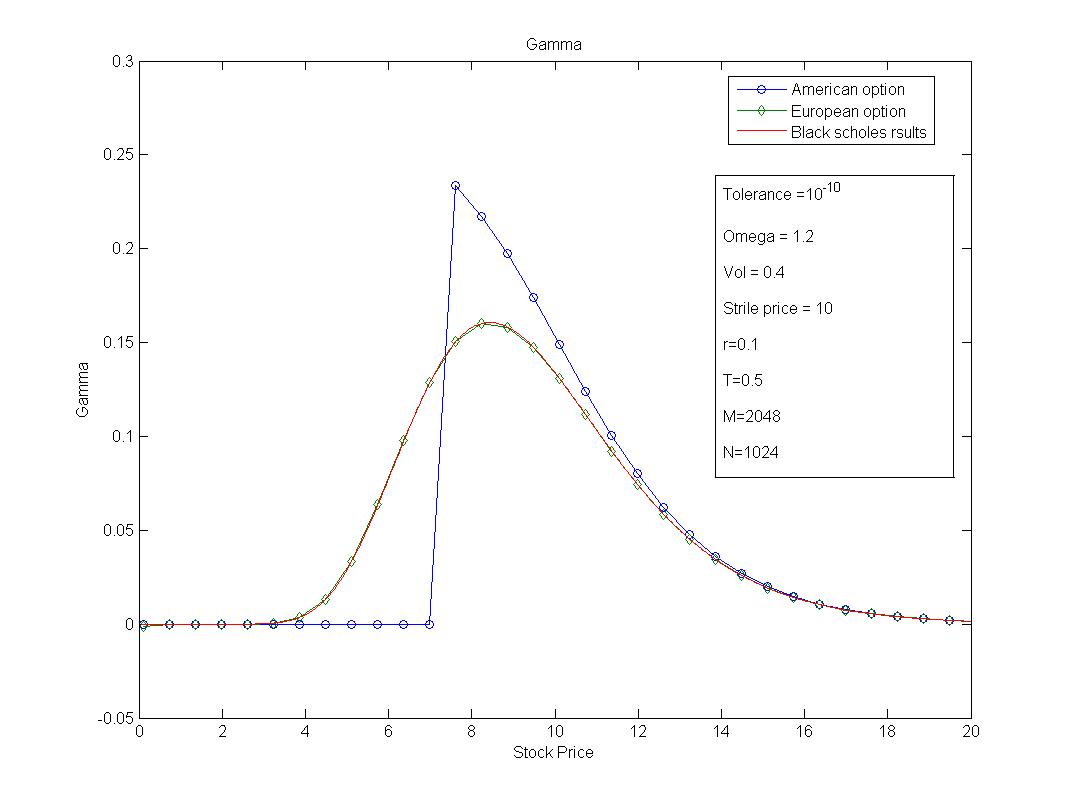 Gamma
0.3
0.25
0.2
0.15
0.1
0.05
0
-0.05
Gamma
0 2 4 6 8 10 12 14 16 18 20
Stock Price
American option
European option
Black scholes rsults
Tolerance =10^-10
Omega = 1.2
Vol = 0.4
Strile price = 10
r=0.1
T=0.5
M=2048
N=1024